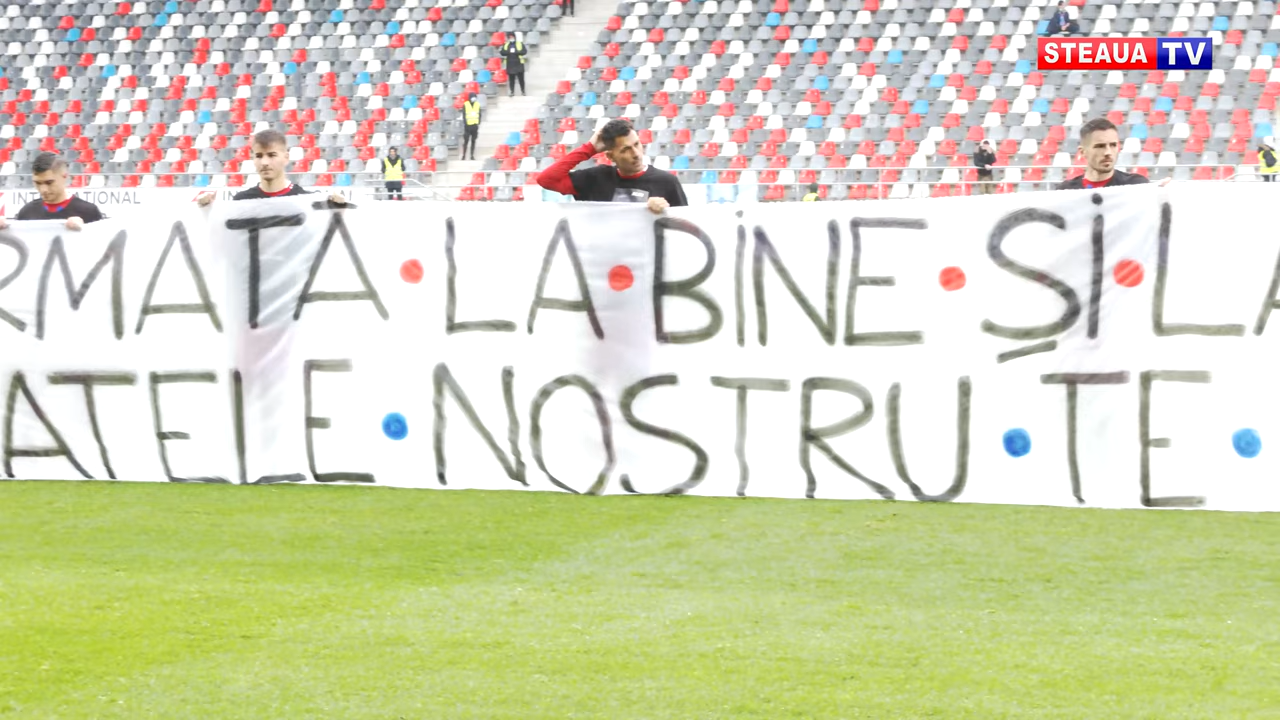 STEAUA TV
RMATĂ • LA • BINE • ȘI • LA
ATELE • NOSTRU • TE •